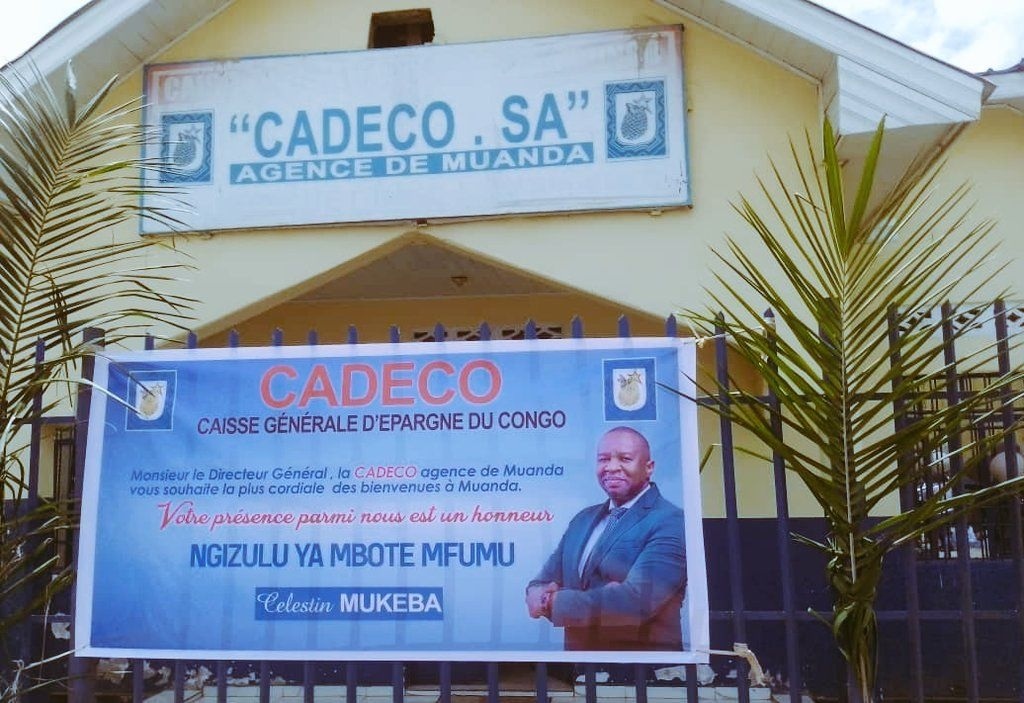 "CADECO . SA"
AGENCE DE MUANDA
CADECO
CAISSE GÉNÉRALE D'EPARGNE DU CONGO
Monsieur le Directeur Général , la CADECO agence de Muanda
vous souhaite la plus cordiale des bienvenues à Muanda.
Votre présence parmi nous est un honneur
NGIZULU YA MBOTE MFUMU
Celestin MUKEBA